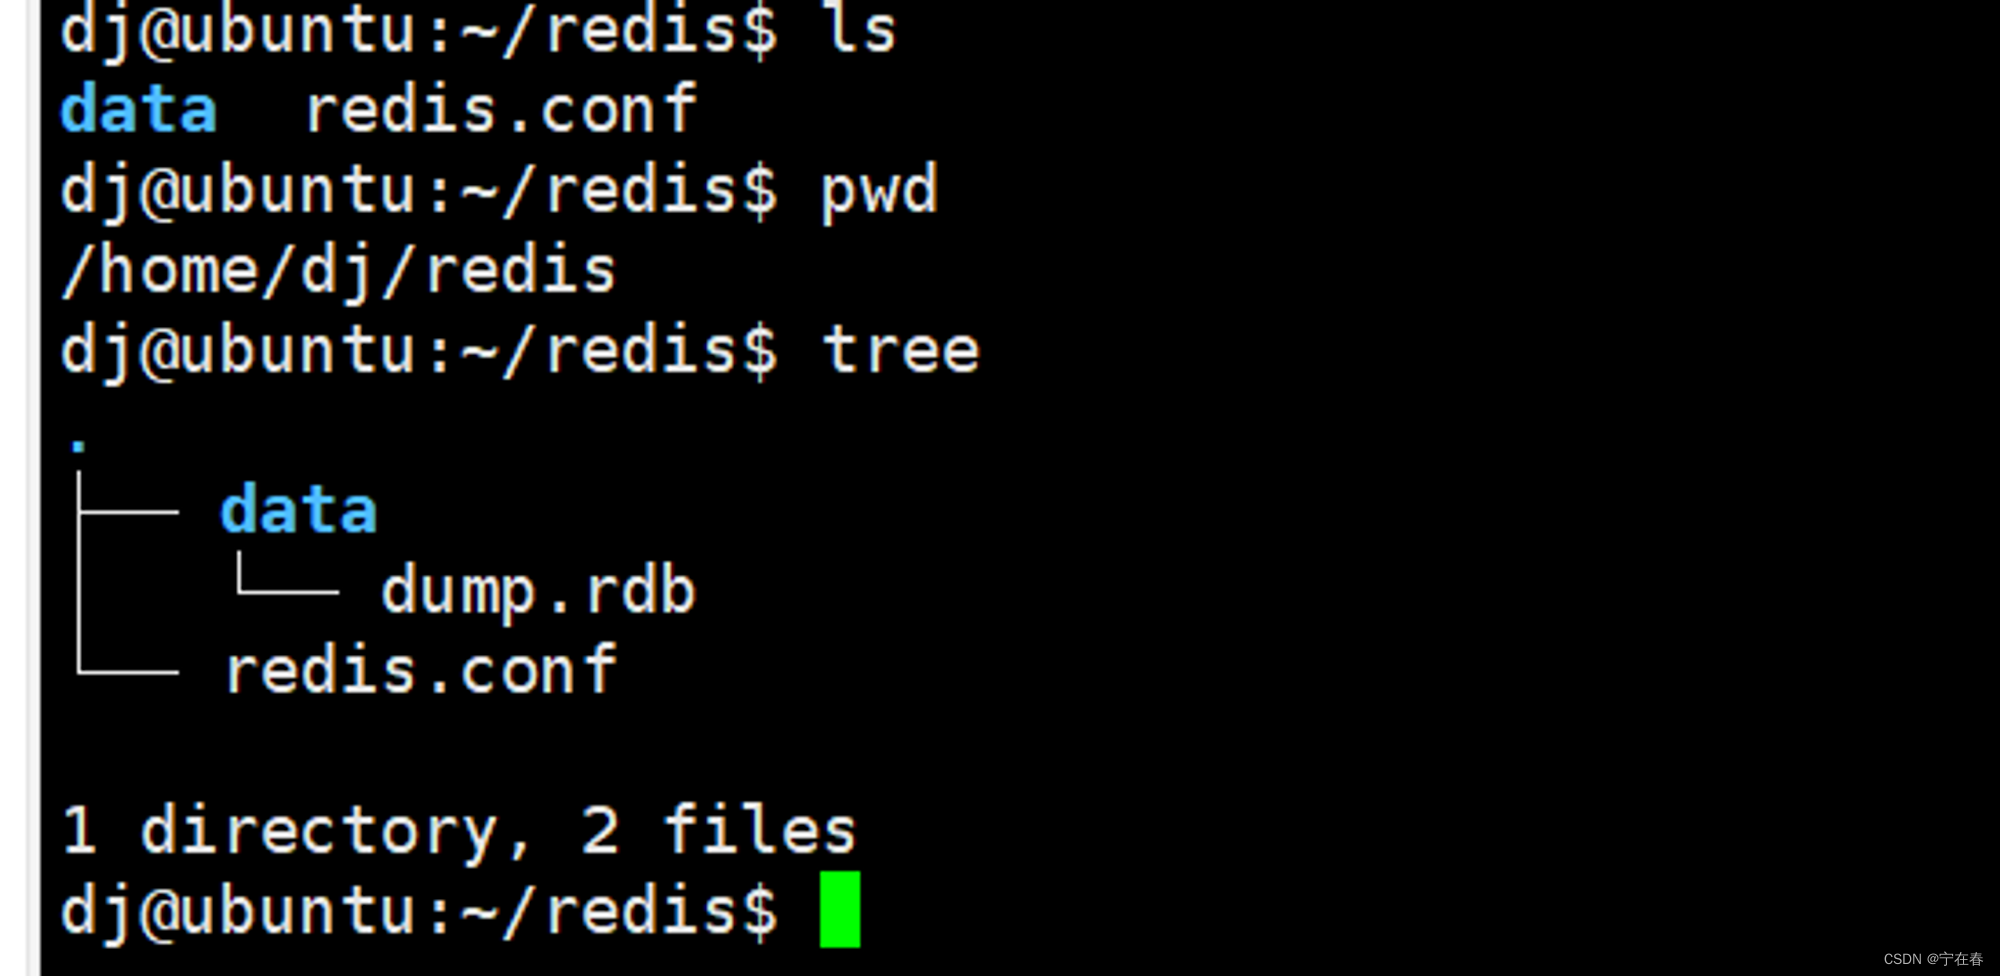 dj@ubuntu:~/redis$ ls
data  redis.conf
dj@ubuntu:~/redis$ pwd
/home/dj/redis
dj@ubuntu:~/redis$ tree
.
├── data
│   └── dump.rdb
└── redis.conf

1 directory, 2 files
dj@ubuntu:~/redis$
CSDN @宁在春